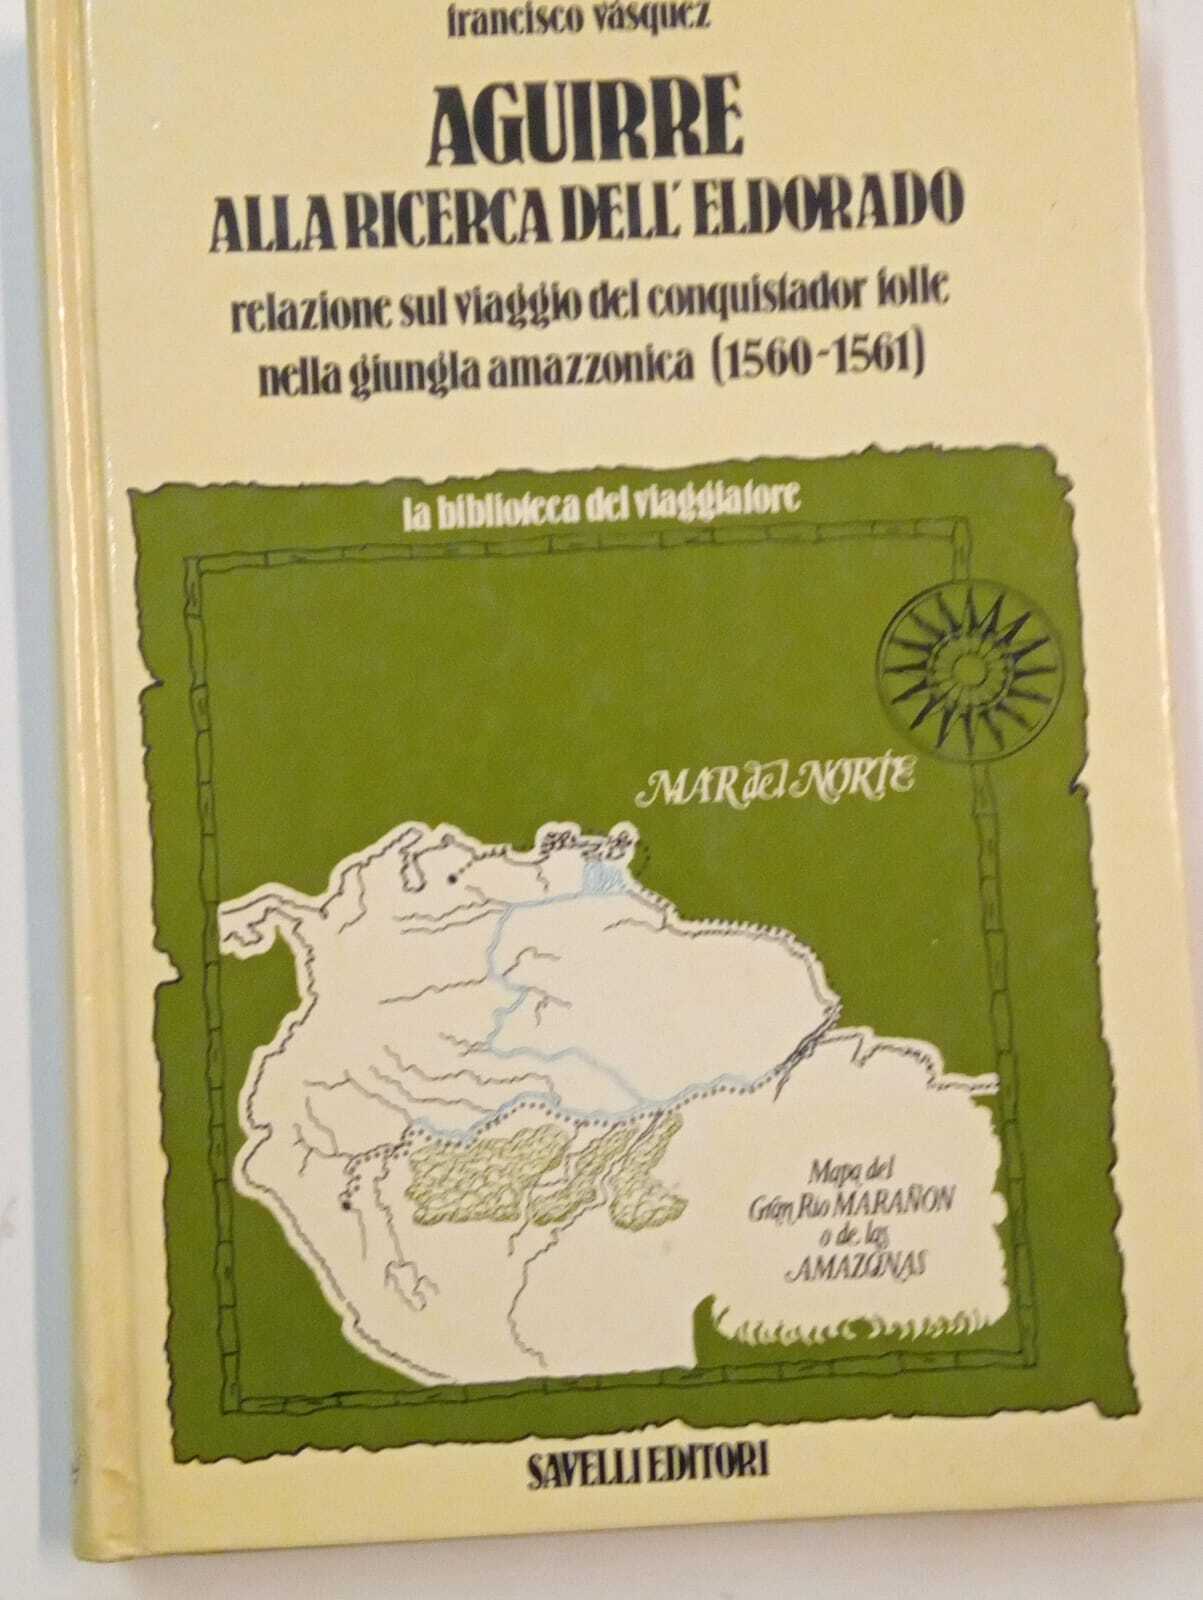 francisco vásquez
AGUIRRE
ALLA RICERCA DELL'ELDORADO
relazione sul viaggio del conquistador folle
nella giungla amazzonica (1560-1561)
la biblioteca del viaggiatore
MAR del NORTE
Mapa del
Gran Rio MARAÑON
o de las
AMAZONAS
SAVELLI EDITORI